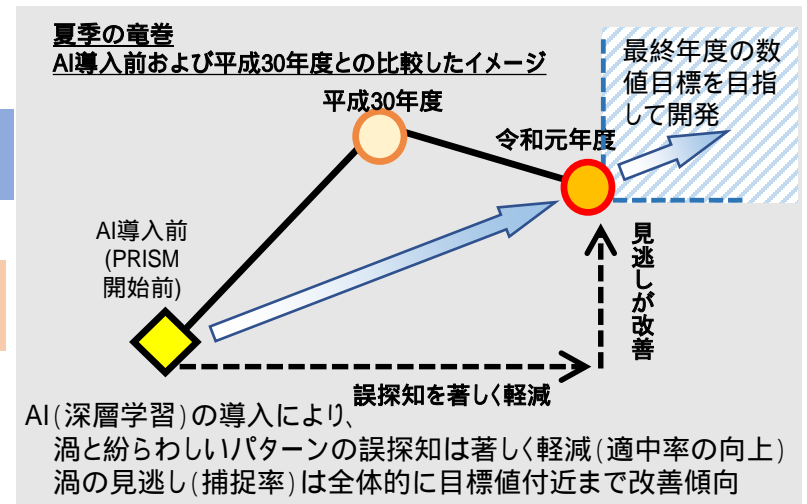 夏季の竜巻
AI導入前および平成30年度との比較したイメージ
平成30年度
令和元年度
最終年度の数
値目標を目指
して開発
AI導入前
(PRISM
開始前)
見逃しが改善
誤探知を著しく軽減
AI(深層学習)の導入により、
渦と紛らわしいパターンの誤探知は著しく軽減(適中率の向上)
渦の見逃し(捕捉率)は全体的に目標値付近まで改善傾向